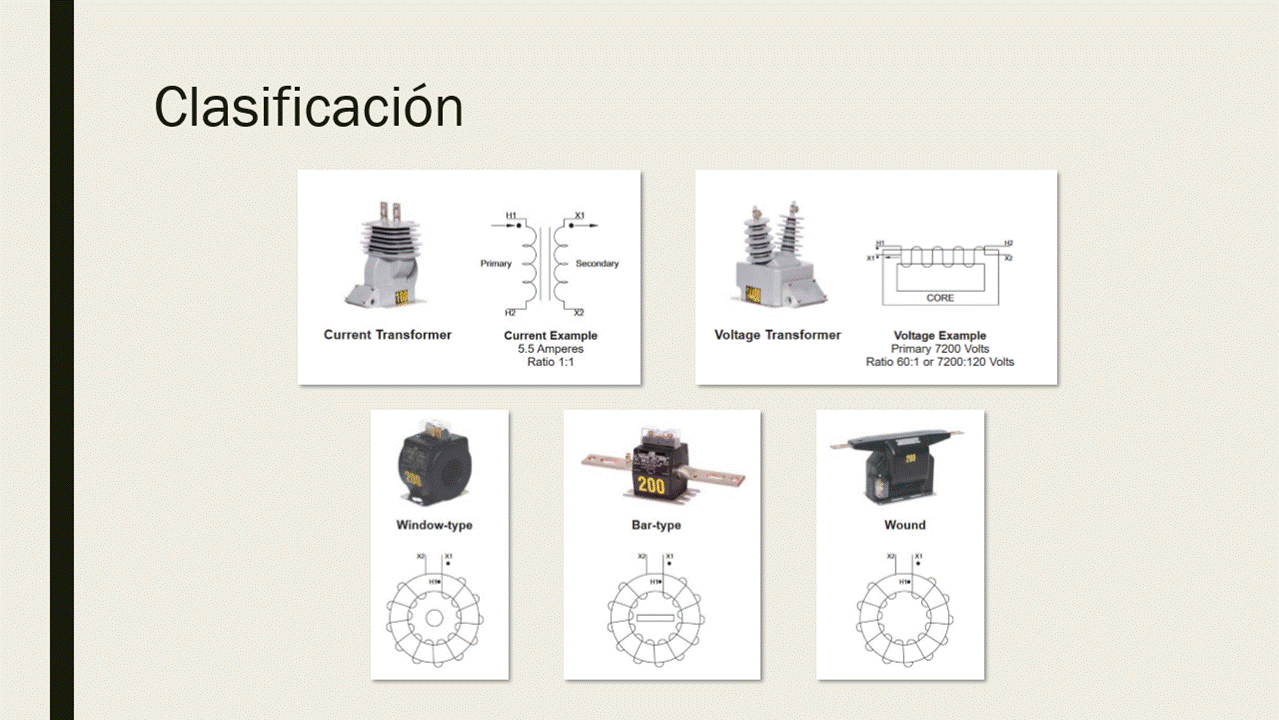 Clasificación
H1
X1
Primary
Secondary
H2
X2
100
Current Transformer
Current Example
5.5 Amperes
Ratio 1:1
H1
H2
X1
X2
CORE
Voltage Transformer
Voltage Example
Primary 7200 Volts
Ratio 60:1 or 7200:120 Volts
200
Window-type
X2
X1
H1
200
Bar-type
X2
X1
H1
200
Wound
X2
X1
H1